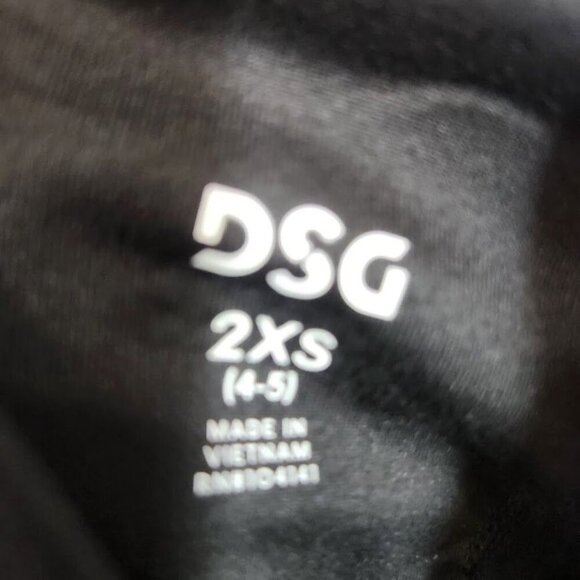 DSG
2XS
(4-5)
MADE IN
VIETNAM